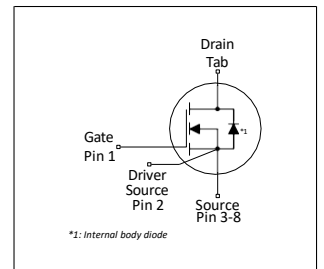 Drain
Tab
*1
Gate
Pin 1
Driver
Source
Pin 2
Source
Pin 3-8
*1: Internal body diode